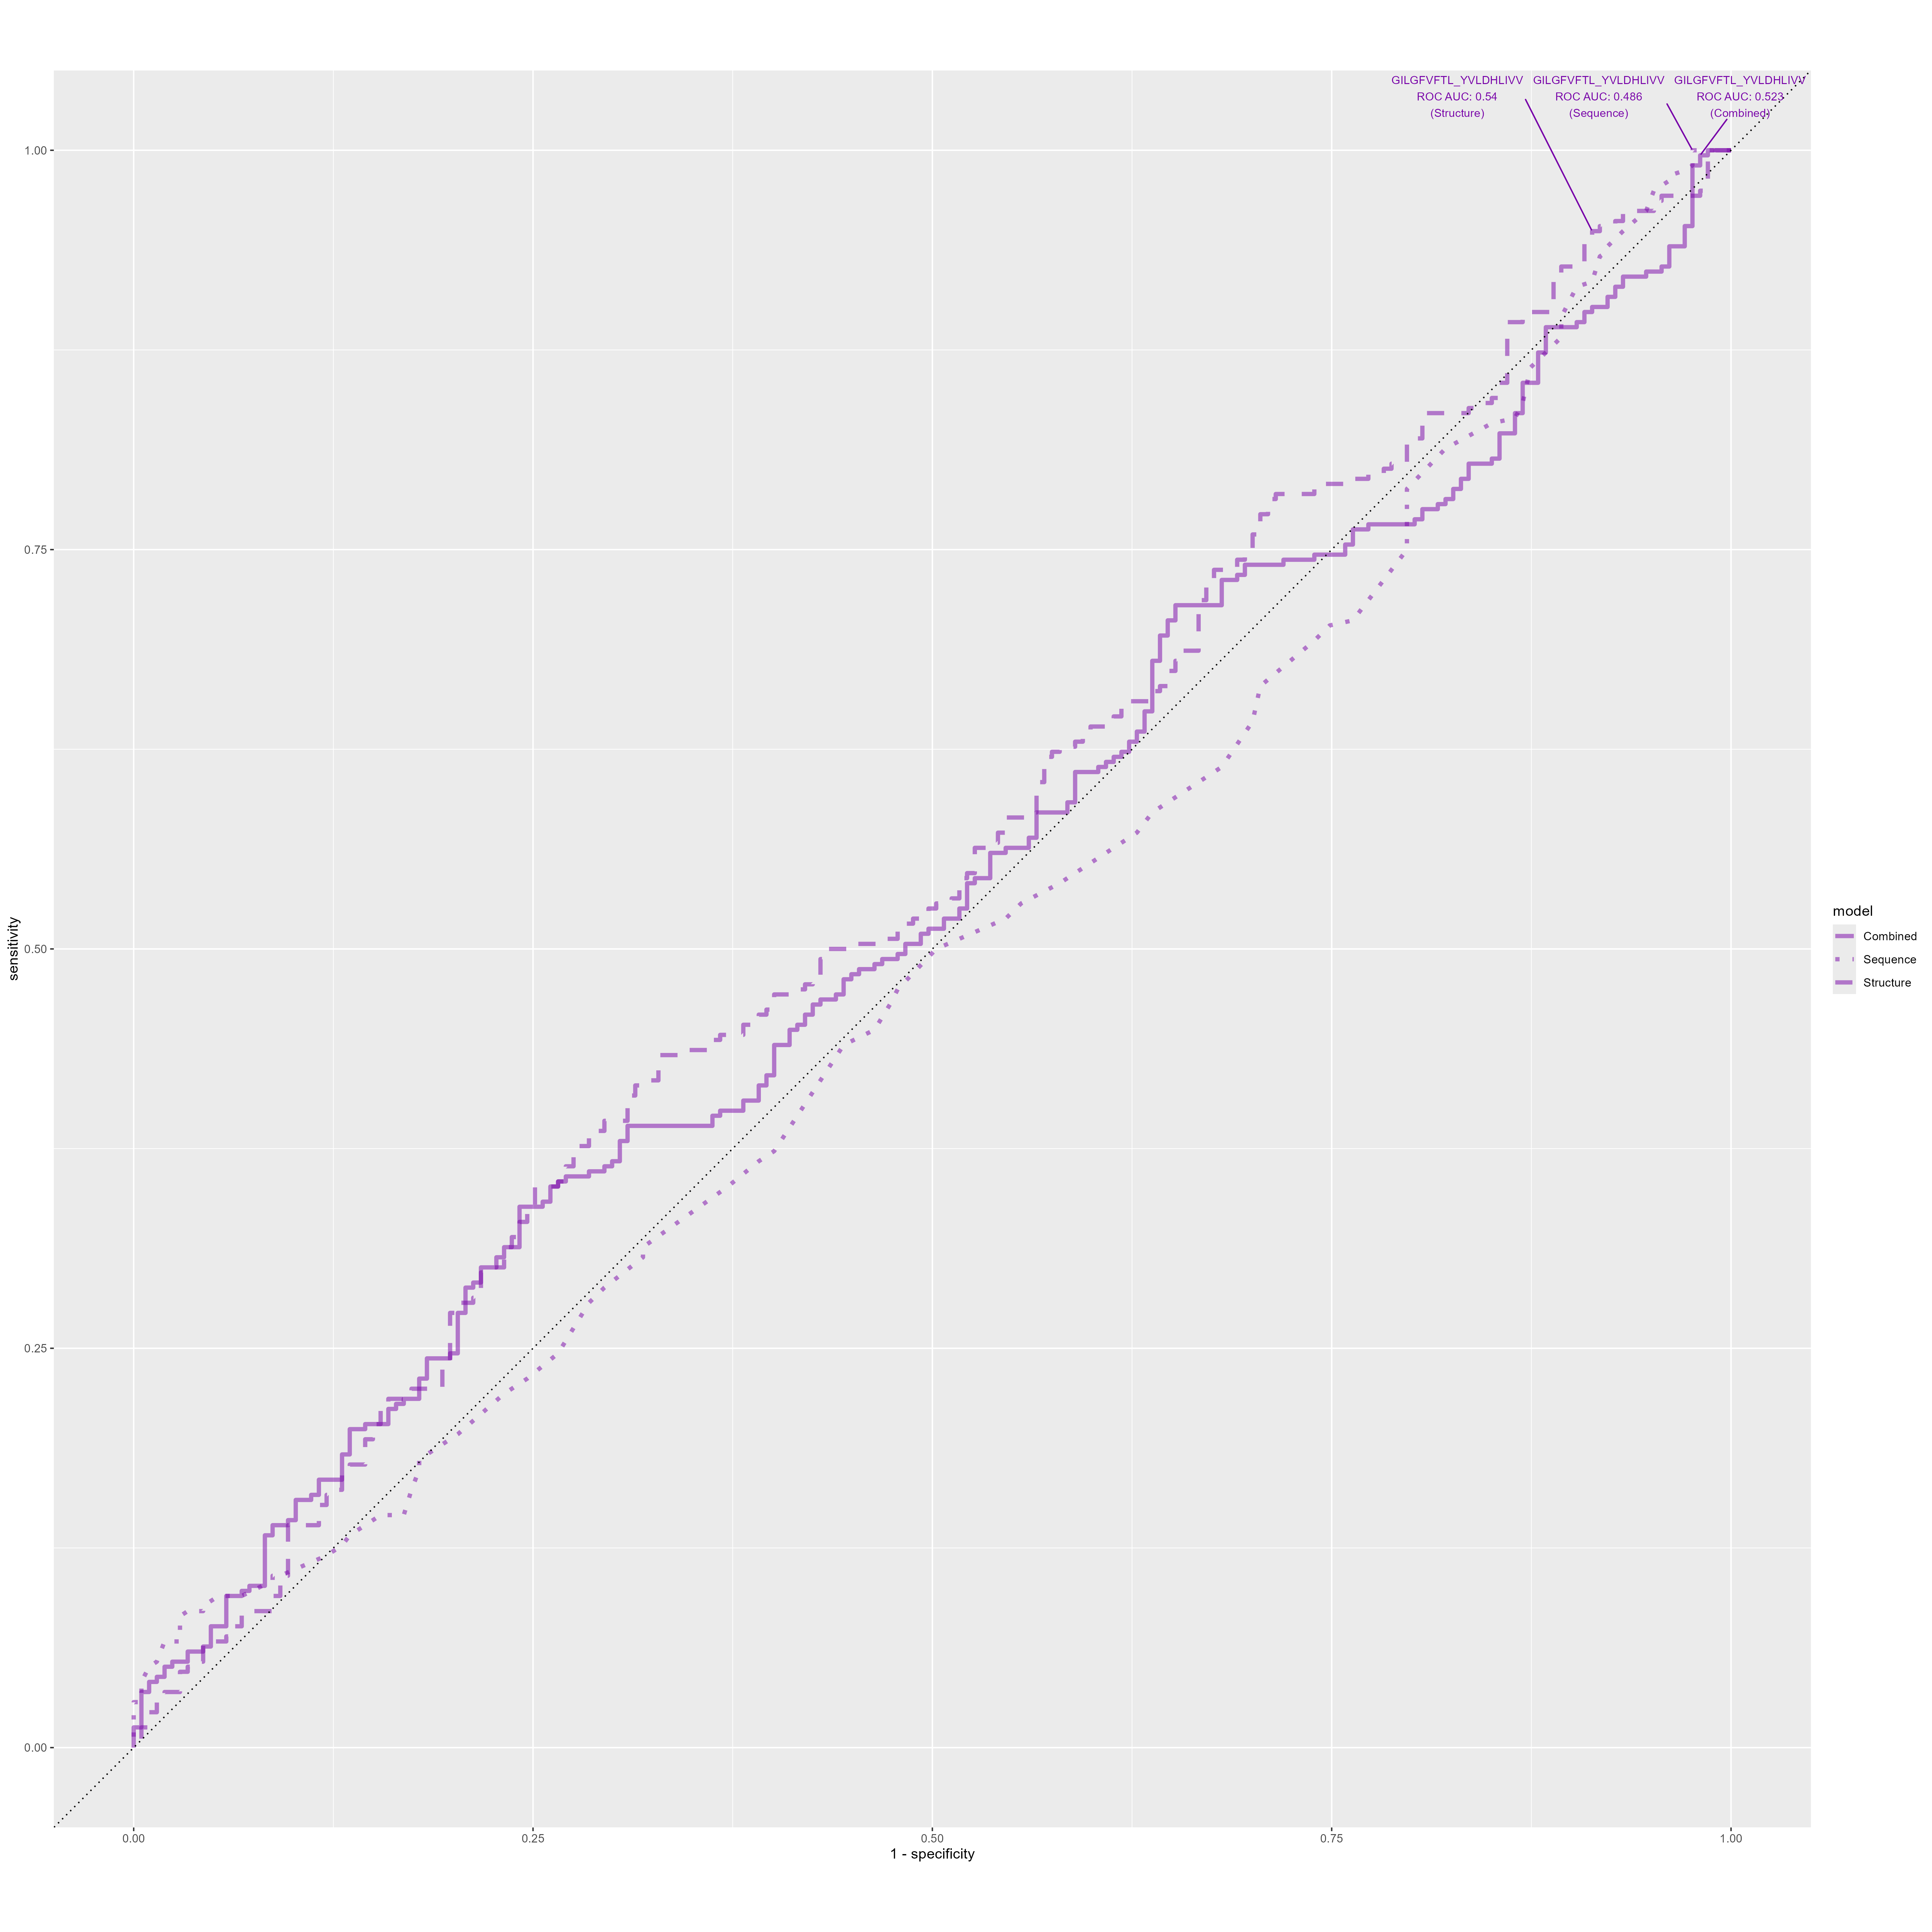 GILGFVFTL_YVLDHLIVV GILGFVFTL_YVLDHLIVV GILGFVFTL_YVLDHLIVV
ROC AUC: 0.54 ROC AUC: 0.486 ROC AUC: 0.523
(Structure) (Sequence) (Combined)
1.00
0.75
0.50
0.25
0.00
sensitivity
0.00 0.25 0.50 0.75 1.00
1 - specificity
model
Combined
Sequence
Structure